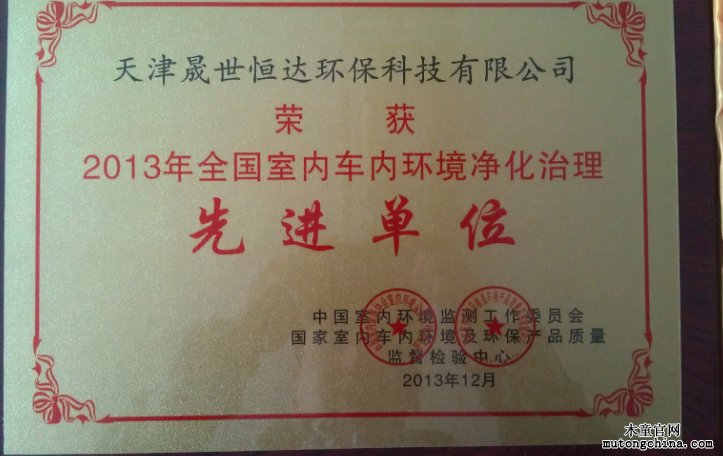 天津晟世恒达环保科技有限公司
荣获
2013年全国室内车内环境净化治理
先进单位
中国室内环境监测工作委员会
国家室内车内环境及环保产品质量
监督检验中心
2013年12月
木童官网
mutongchina.com